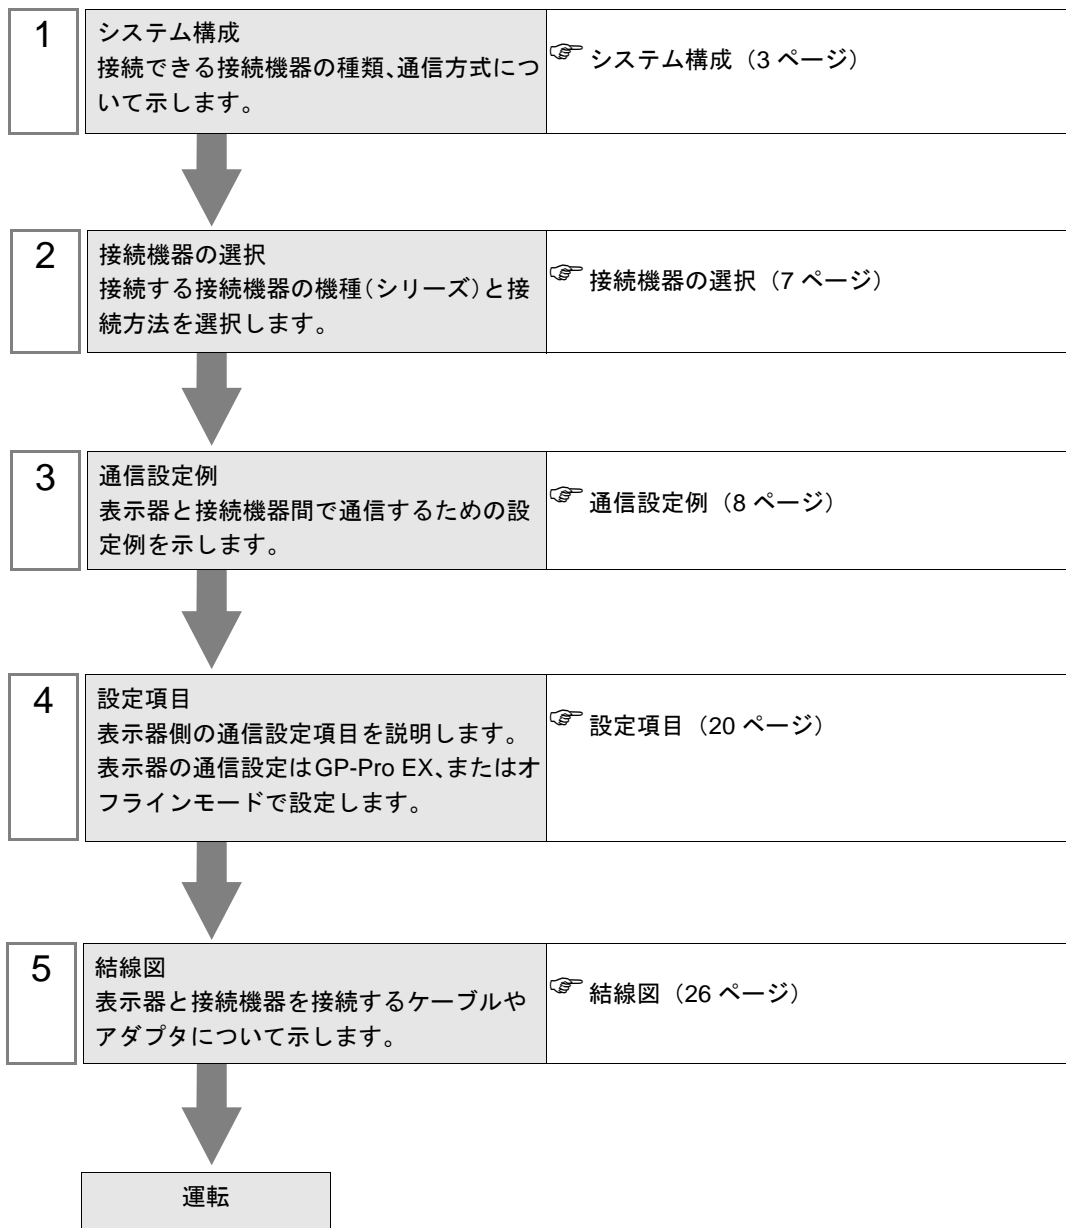 1
システム構成
接続できる接続機器の種類、通信方式につ
いて示します。
システム構成（3 ページ）
2
接続機器の選択
接続する接続機器の機種（シリーズ）と接
続方法を選択します。
接続機器の選択（7 ページ）
3
通信設定例
表示器と接続機器間で通信するための設
定例を示します。
通信設定例（8 ページ）
4
設定項目
表示器側の通信設定項目を説明します。
表示器の通信設定はGP-Pro EX、またはオ
フラインモードで設定します。
設定項目（20 ページ）
5
結線図
表示器と接続機器を接続するケーブルや
アダプタについて示します。
結線図（26 ページ）
運転